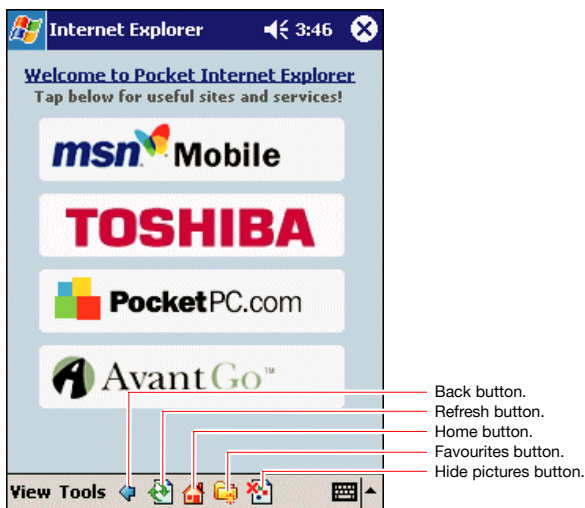 Internet Explorer 3:46
Welcome to Pocket Internet Explorer
Tap below for useful sites and services!
msn Mobile
TOSHIBA
PocketPC.com
AvantGo™
Back button.
Refresh button.
Home button.
Favourites button.
Hide pictures button.
View Tools